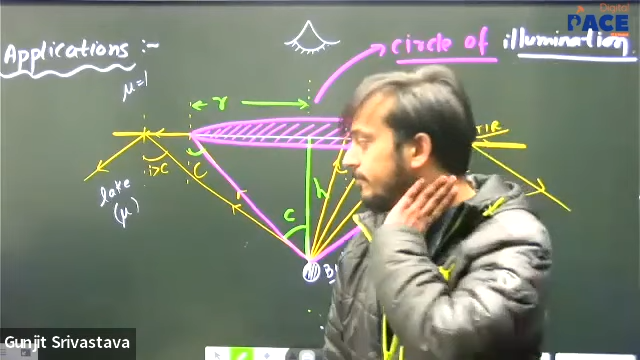 Digital
PACE
Applications :-
circle of illumination
μ=1
r
TIR
i>C
C
lake
(μ)
C
h
Gunjit Srivastava